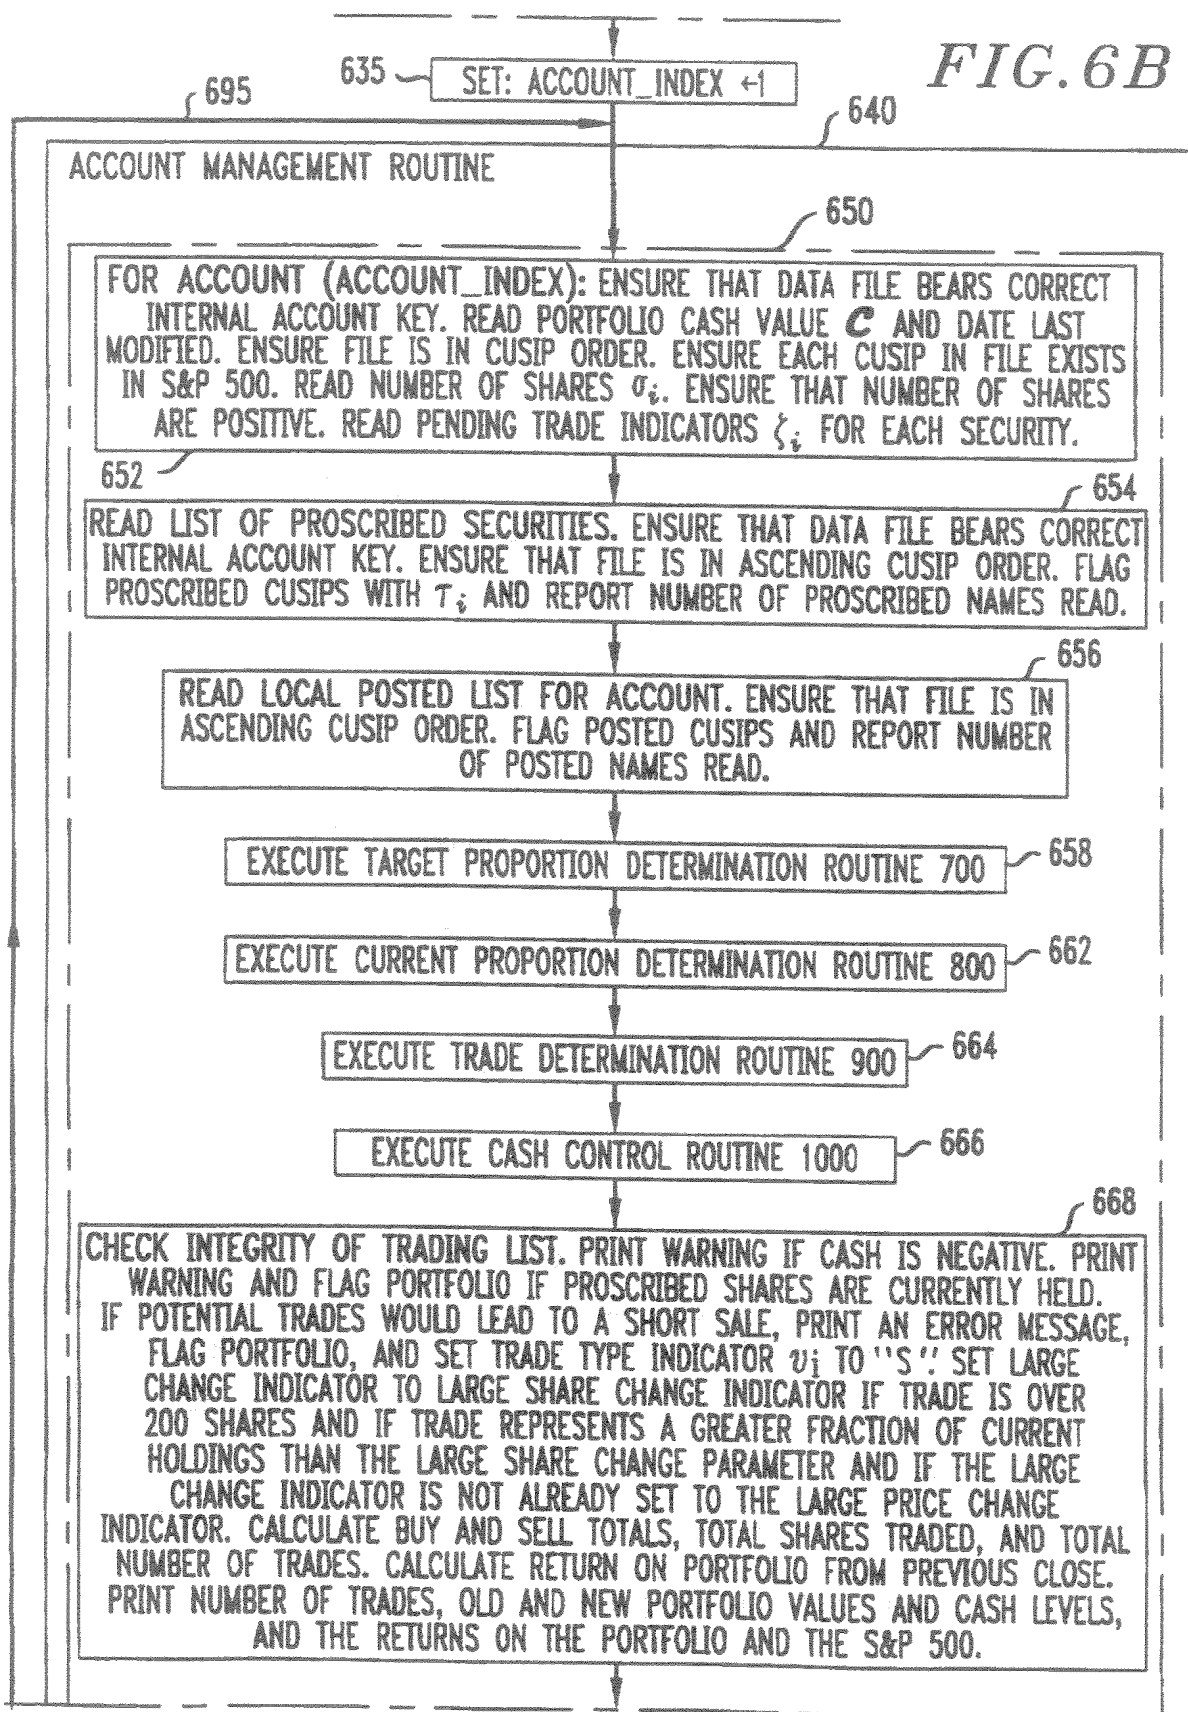 FIG. 6B
635
SET: ACCOUNT_INDEX ←1
695
640
ACCOUNT MANAGEMENT ROUTINE
650
FOR ACCOUNT (ACCOUNT_INDEX): ENSURE THAT DATA FILE BEARS CORRECT
INTERNAL ACCOUNT KEY. READ PORTFOLIO CASH VALUE C AND DATE LAST
MODIFIED. ENSURE FILE IS IN CUSIP ORDER. ENSURE EACH CUSIP IN FILE EXISTS
IN S&P 500. READ NUMBER OF SHARES σi. ENSURE THAT NUMBER OF SHARES
ARE POSITIVE. READ PENDING TRADE INDICATORS ζi FOR EACH SECURITY.
652
654
READ LIST OF PROSCRIBED SECURITIES. ENSURE THAT DATA FILE BEARS CORRECT
INTERNAL ACCOUNT KEY. ENSURE THAT FILE IS IN ASCENDING CUSIP ORDER. FLAG
PROSCRIBED CUSIPS WITH τi AND REPORT NUMBER OF PROSCRIBED NAMES READ.
656
READ LOCAL POSTED LIST FOR ACCOUNT. ENSURE THAT FILE IS IN
ASCENDING CUSIP ORDER. FLAG POSTED CUSIPS AND REPORT NUMBER
OF POSTED NAMES READ.
EXECUTE TARGET PROPORTION DETERMINATION ROUTINE 700
658
EXECUTE CURRENT PROPORTION DETERMINATION ROUTINE 800
662
EXECUTE TRADE DETERMINATION ROUTINE 900
664
EXECUTE CASH CONTROL ROUTINE 1000
666
668
CHECK INTEGRITY OF TRADING LIST. PRINT WARNING IF CASH IS NEGATIVE. PRINT
WARNING AND FLAG PORTFOLIO IF PROSCRIBED SHARES ARE CURRENTLY HELD.
IF POTENTIAL TRADES WOULD LEAD TO A SHORT SALE, PRINT AN ERROR MESSAGE,
FLAG PORTFOLIO, AND SET TRADE TYPE INDICATOR υi TO "S". SET LARGE
CHANGE INDICATOR TO LARGE SHARE CHANGE INDICATOR IF TRADE IS OVER
200 SHARES AND IF TRADE REPRESENTS A GREATER FRACTION OF CURRENT
HOLDINGS THAN THE LARGE SHARE CHANGE PARAMETER AND IF THE LARGE
CHANGE INDICATOR IS NOT ALREADY SET TO THE LARGE PRICE CHANGE
INDICATOR. CALCULATE BUY AND SELL TOTALS, TOTAL SHARES TRADED, AND TOTAL
NUMBER OF TRADES. CALCULATE RETURN ON PORTFOLIO FROM PREVIOUS CLOSE.
PRINT NUMBER OF TRADES, OLD AND NEW PORTFOLIO VALUES AND CASH LEVELS,
AND THE RETURNS ON THE PORTFOLIO AND THE S&P 500.